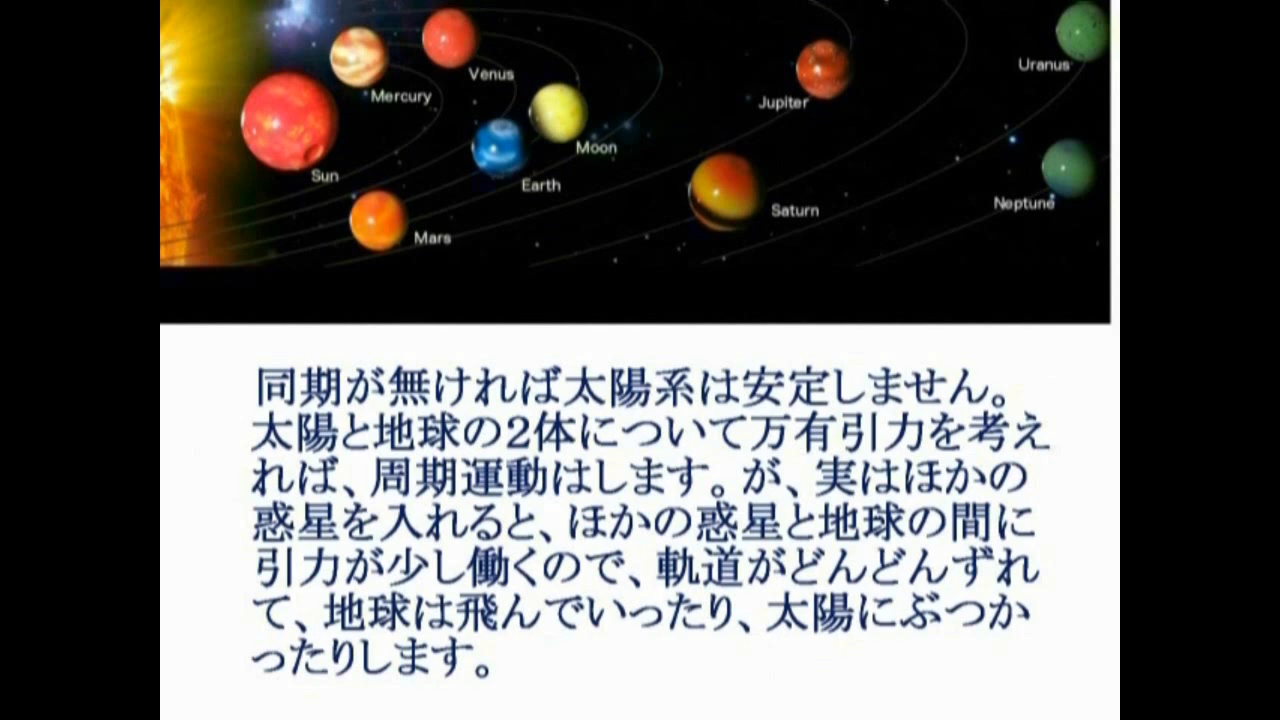 Uranus
Venus
Mercury
Jupiter
Moon
Sun
Earth
Neptune
Saturn
Mars
同期が無ければ太陽系は安定しません。
太陽と地球の2体について万有引力を考え
れば、周期運動はします。が、実はほかの
惑星を入れると、ほかの惑星と地球の間に
引力が少し働くので、軌道がどんどんずれ
て、地球は飛んでいったり、太陽にぶつか
ったりします。